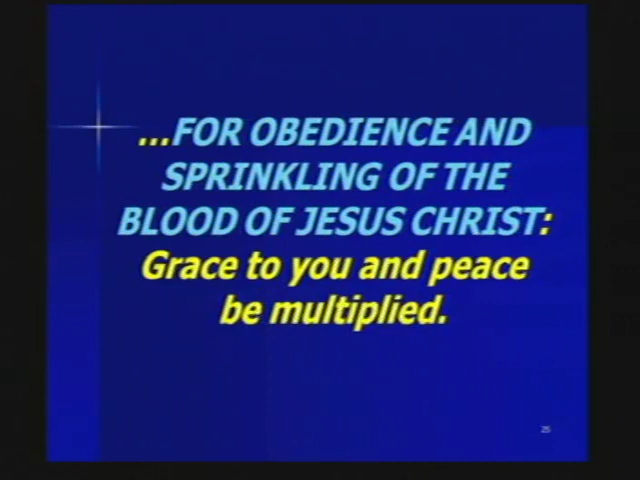 ...FOR OBEDIENCE AND
SPRINKLING OF THE
BLOOD OF JESUS CHRIST:
Grace to you and peace
be multiplied.
25